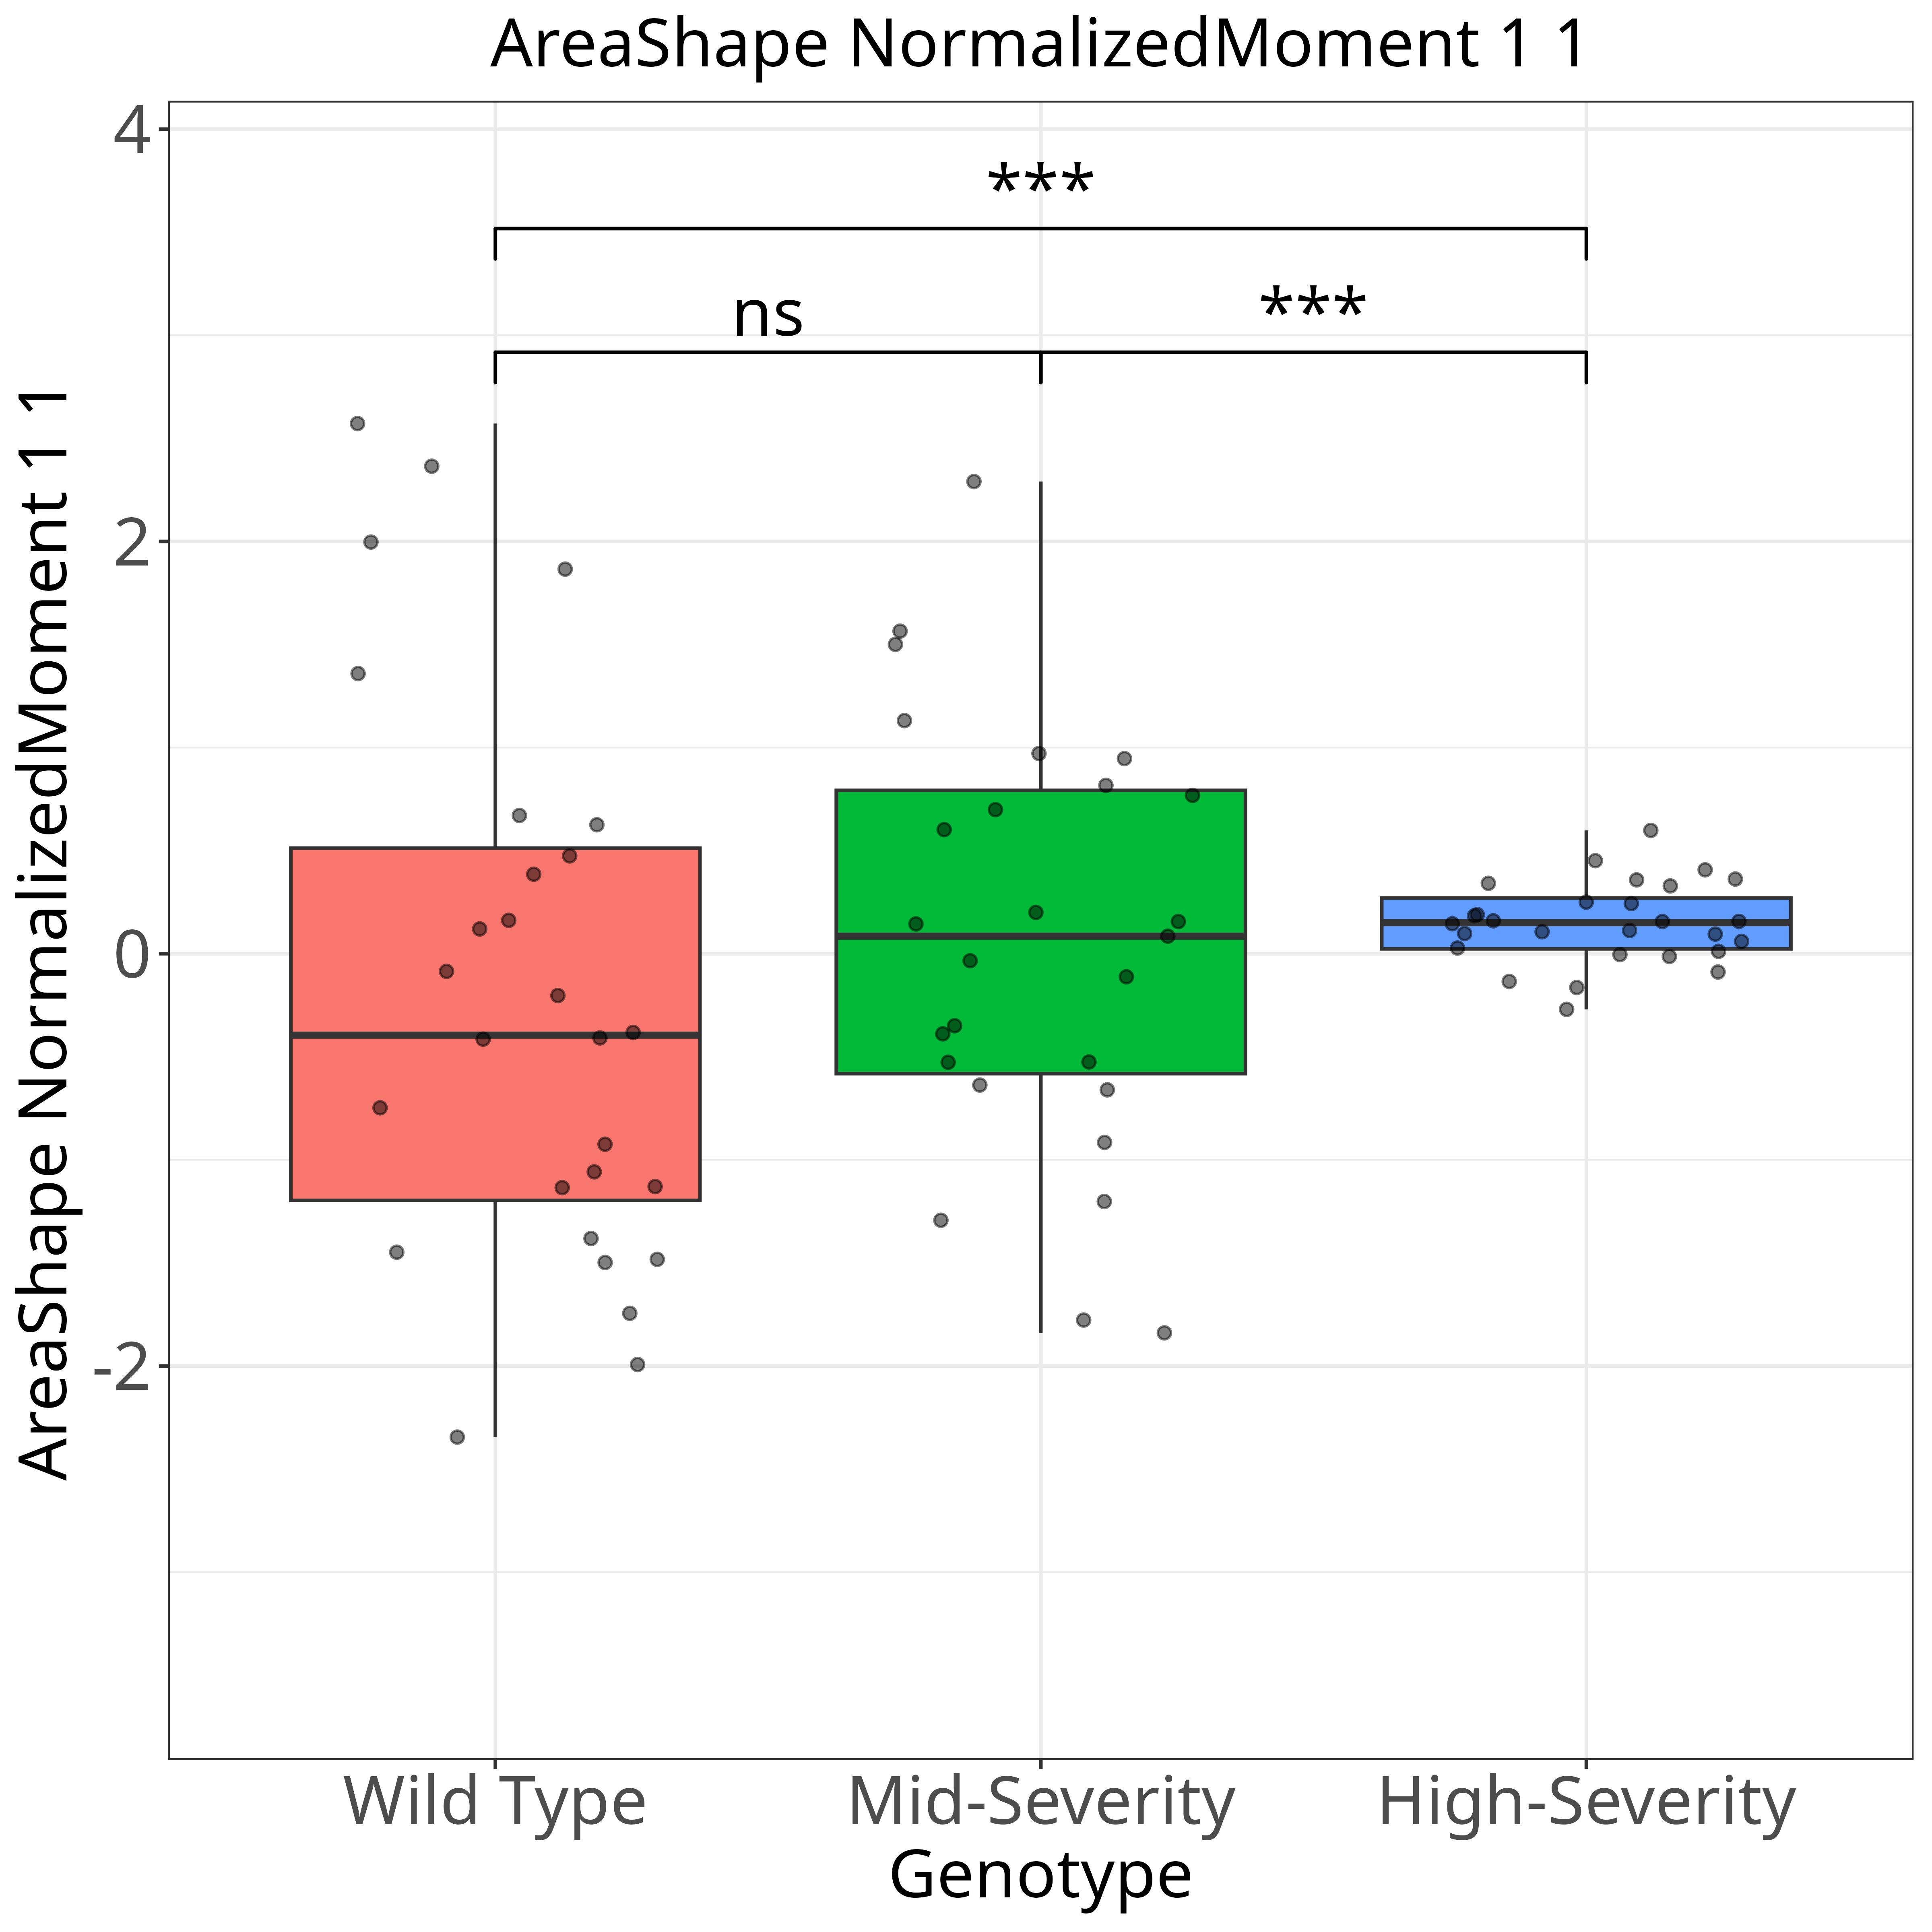 AreaShape NormalizedMoment 1 1
AreaShape NormalizedMoment 1 1
4
2
0
-2
***
ns
***
Wild Type
Mid-Severity
High-Severity
Genotype